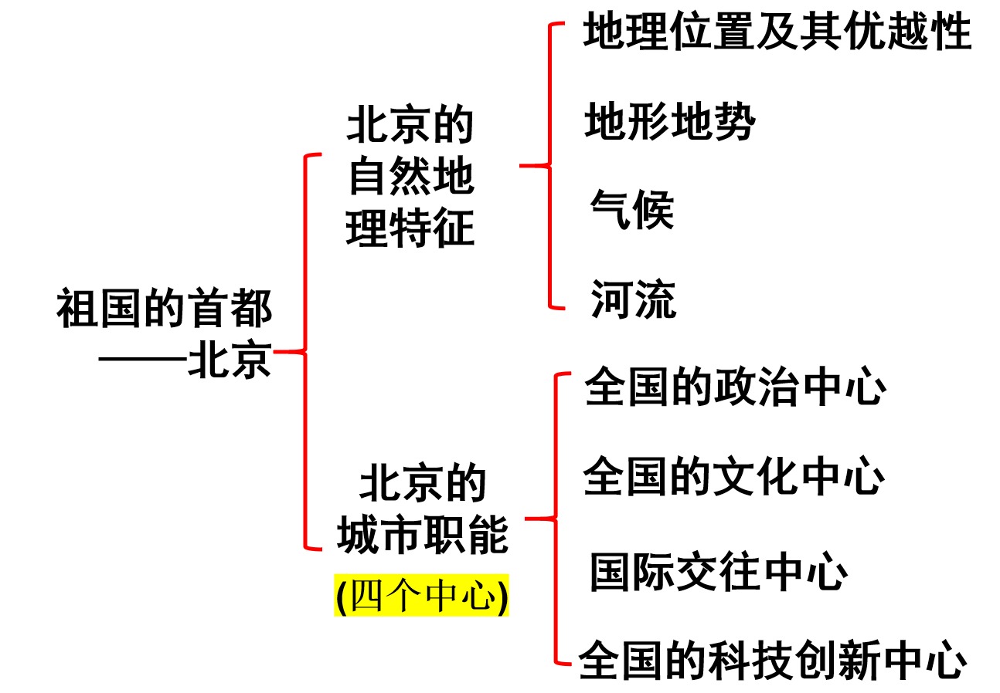 祖国的首都
——北京
北京的
自然地
理特征
地理位置及其优越性
地形地势
气候
河流
北京的
城市职能
(四个中心)
全国的政治中心
全国的文化中心
国际交往中心
全国的科技创新中心